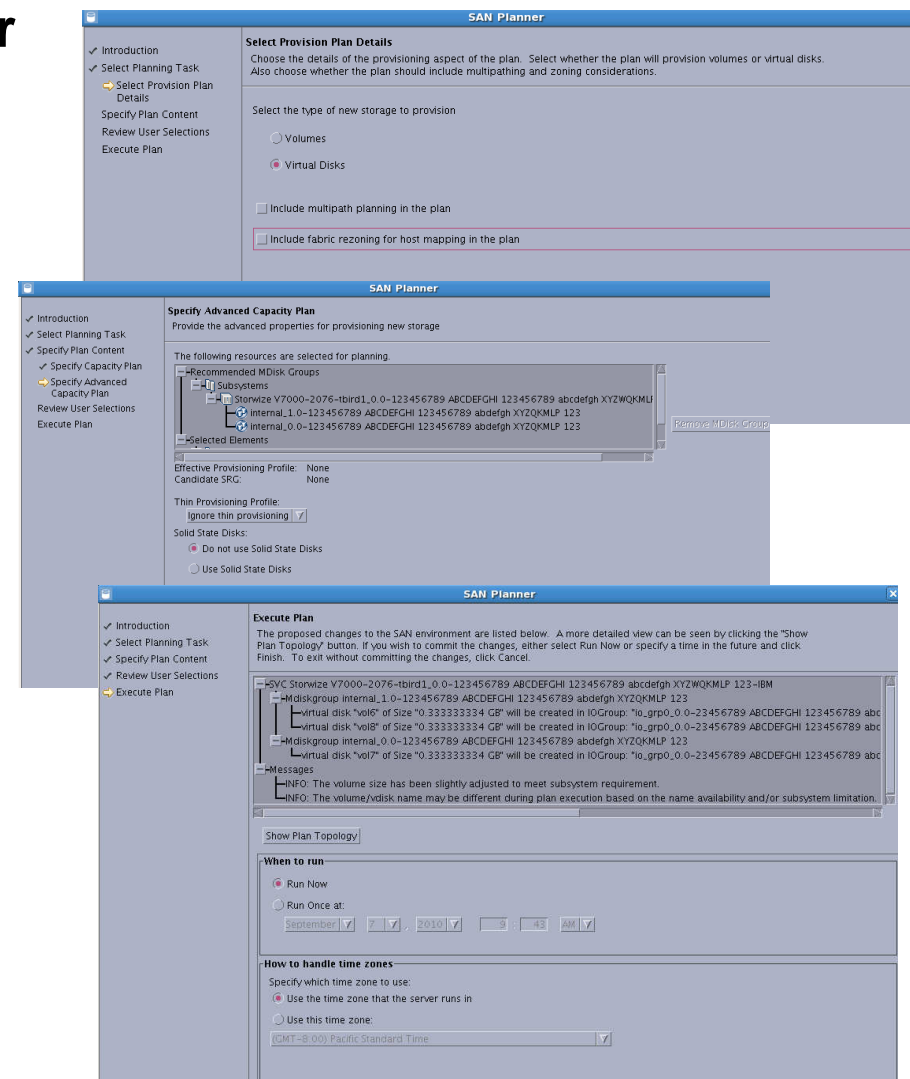 r
SAN Planner
Introduction
Select Planning Task
Select Provision Plan
Details
Specify Plan Content
Review User Selections
Execute Plan
Select Provision Plan Details
Choose the details of the provisioning aspect of the plan. Select whether the plan will provision volumes or virtual disks.
Also choose whether the plan should include multipathing and zoning considerations.
Select the type of new storage to provision
Volumes
Virtual Disks
Include multipath planning in the plan
Include fabric rezoning for host mapping in the plan
SAN Planner
Introduction
Select Planning Task
Specify Plan Content
Specify Capacity Plan
Specify Advanced
Capacity Plan
Review User Selections
Execute Plan
Specify Advanced Capacity Plan
Provide the advanced properties for provisioning new storage
The following resources are selected for planning.
Recommended MDisk Groups
Subsystems
Storwize V7000-2076-tbird1_0.0-123456789 ABCDEFGHI 123456789 abcdefgh XYZWQKMLP
internal_1.0-123456789 ABCDEFGHI 123456789 abdefgh XYZQKMLP 123
internal_0.0-123456789 ABCDEFGHI 123456789 abdefgh XYZQKMLP 123
Selected Elements
Remove MDisk Group
Effective Provisioning Profile: None
Candidate SRG: None
Thin Provisioning Profile:
Ignore thin provisioning
Solid State Disks:
Do not use Solid State Disks
Use Solid State Disks
SAN Planner
Introduction
Select Planning Task
Specify Plan Content
Review User Selections
Execute Plan
Execute Plan
The proposed changes to the SAN environment are listed below. A more detailed view can be seen by clicking the "Show
Plan Topology" button. If you wish to commit the changes, either select Run Now or specify a time in the future and click
Finish. To exit without committing the changes, click Cancel.
SVC Storwize V7000-2076-tbird1_0.0-123456789 ABCDEFGHI 123456789 abcdefgh XYZWQKMLP 123-IBM
Mdiskgroup internal_1.0-123456789 ABCDEFGHI 123456789 abdefgh XYZQKMLP 123
virtual disk "vol6" of Size "0.333333334 GB" will be created in IOGroup: "io_grp0_0.0-23456789 ABCDEFGHI 123456789 abc
virtual disk "vol8" of Size "0.333333334 GB" will be created in IOGroup: "io_grp0_0.0-23456789 ABCDEFGHI 123456789 abc
Mdiskgroup internal_0.0-123456789 ABCDEFGHI 123456789 abdefgh XYZQKMLP 123
virtual disk "vol7" of Size "0.333333334 GB" will be created in IOGroup: "io_grp0_0.0-23456789 ABCDEFGHI 123456789 abc
Messages
INFO: The volume size has been slightly adjusted to meet subsystem requirement.
INFO: The volume/vdisk name may be different during plan execution based on the name availability and/or subsystem limitation.
Show Plan Topology
When to run
Run Now
Run Once at:
September 7 , 2010 9 : 43 AM
How to handle time zones
Specify which time zone to use:
Use the time zone that the server runs in
Use this time zone:
(GMT-8:00) Pacific Standard Time